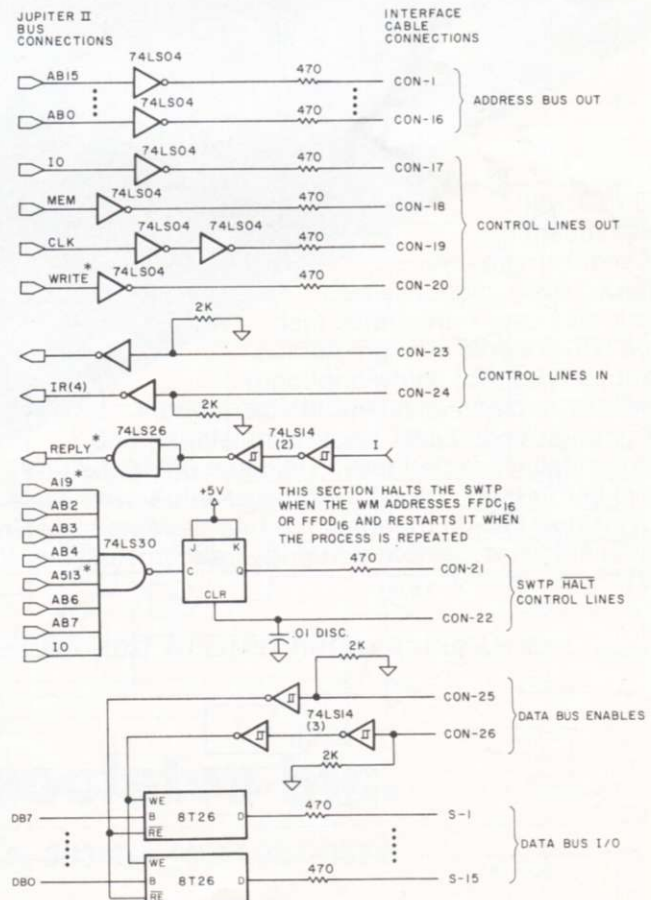 JUPITER II
BUS
CONNECTIONS
INTERFACE
CABLE
CONNECTIONS
74LS04
AB15 470 CON-1
74LS04
AB0 470 CON-16
ADDRESS BUS OUT
74LS04
IO 470 CON-17
74LS04
MEM 470 CON-18
74LS04 74LS04
CLK 470 CON-19
WRITE* 74LS04 470 CON-20
CONTROL LINES OUT
2K
CON-23
IR(4) CON-24
2K
CONTROL LINES IN
74LS26 74LS14
(2)
REPLY* I
A19*
AB2
AB3
AB4
A513*
AB6
AB7
IO
74LS30
+5V
THIS SECTION HALTS THE SWTP
WHEN THE WM ADDRESSES FFDC16
OR FFDD16 AND RESTARTS IT WHEN
THE PROCESS IS REPEATED
J K
C Q
CLR
470 CON-21
CON-22
SWTP HALT
CONTROL LINES
.01 DISC.
2K
CON-25
74LS14
(3)
CON-26
2K
DATA BUS ENABLES
WE
DB7 B 8T26 D 470 S-1
RE
WE
DB0 B 8T26 D 470 S-15
RE
DATA BUS I/O